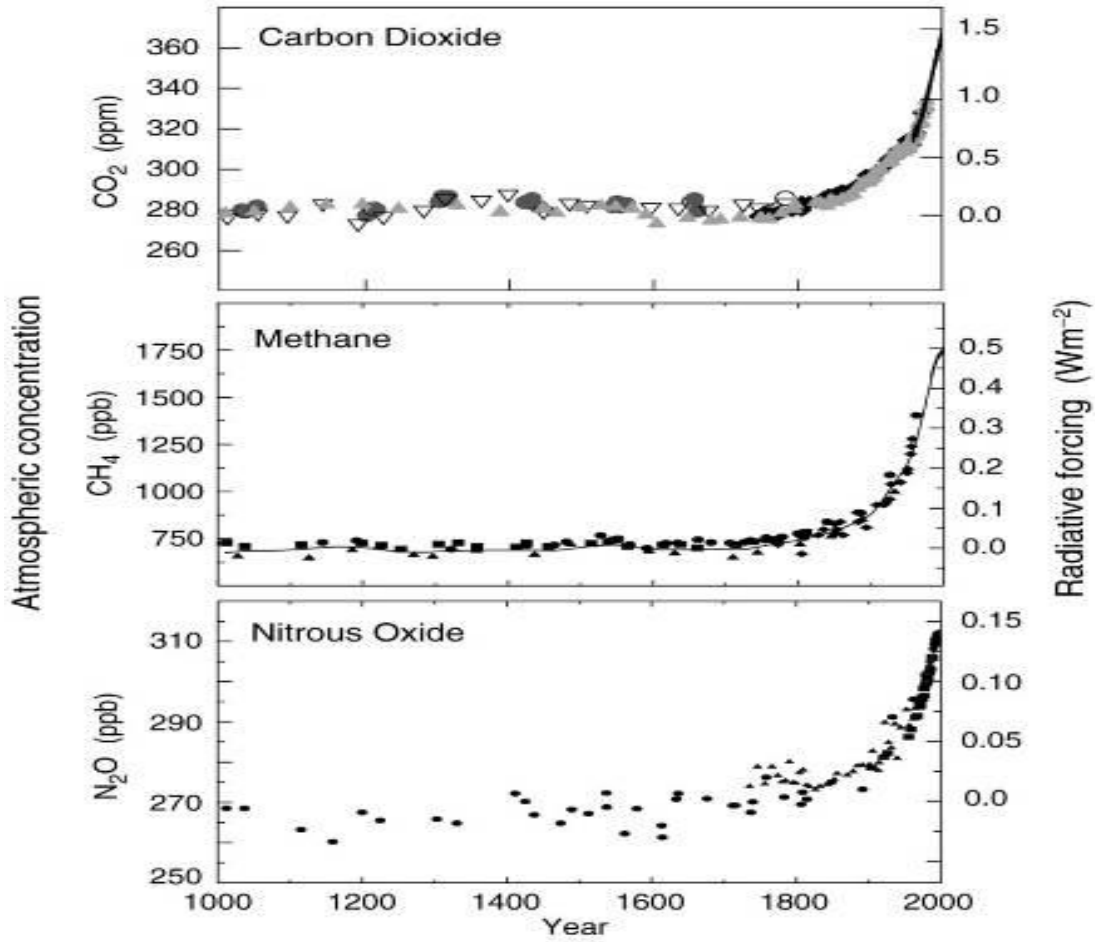 Atmospheric concentration
Carbon Dioxide
CO₂ (ppm)
360
340
320
300
280
260
1.5
1.0
0.5
0.0
Methane
CH₄ (ppb)
1750
1500
1250
1000
750
0.5
0.4
0.3
0.2
0.1
0.0
Nitrous Oxide
N₂O (ppb)
310
290
270
250
0.15
0.10
0.05
0.0
Radiative forcing (Wm⁻²)
1000 1200 1400 1600 1800 2000
Year